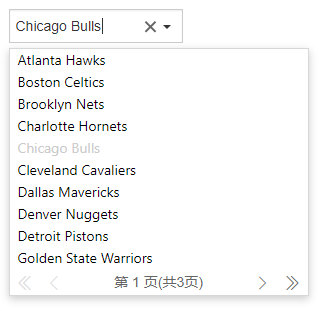 Chicago Bulls
Atlanta Hawks
Boston Celtics
Brooklyn Nets
Charlotte Hornets
Chicago Bulls
Cleveland Cavaliers
Dallas Mavericks
Denver Nuggets
Detroit Pistons
Golden State Warriors
第 1 页(共3页)